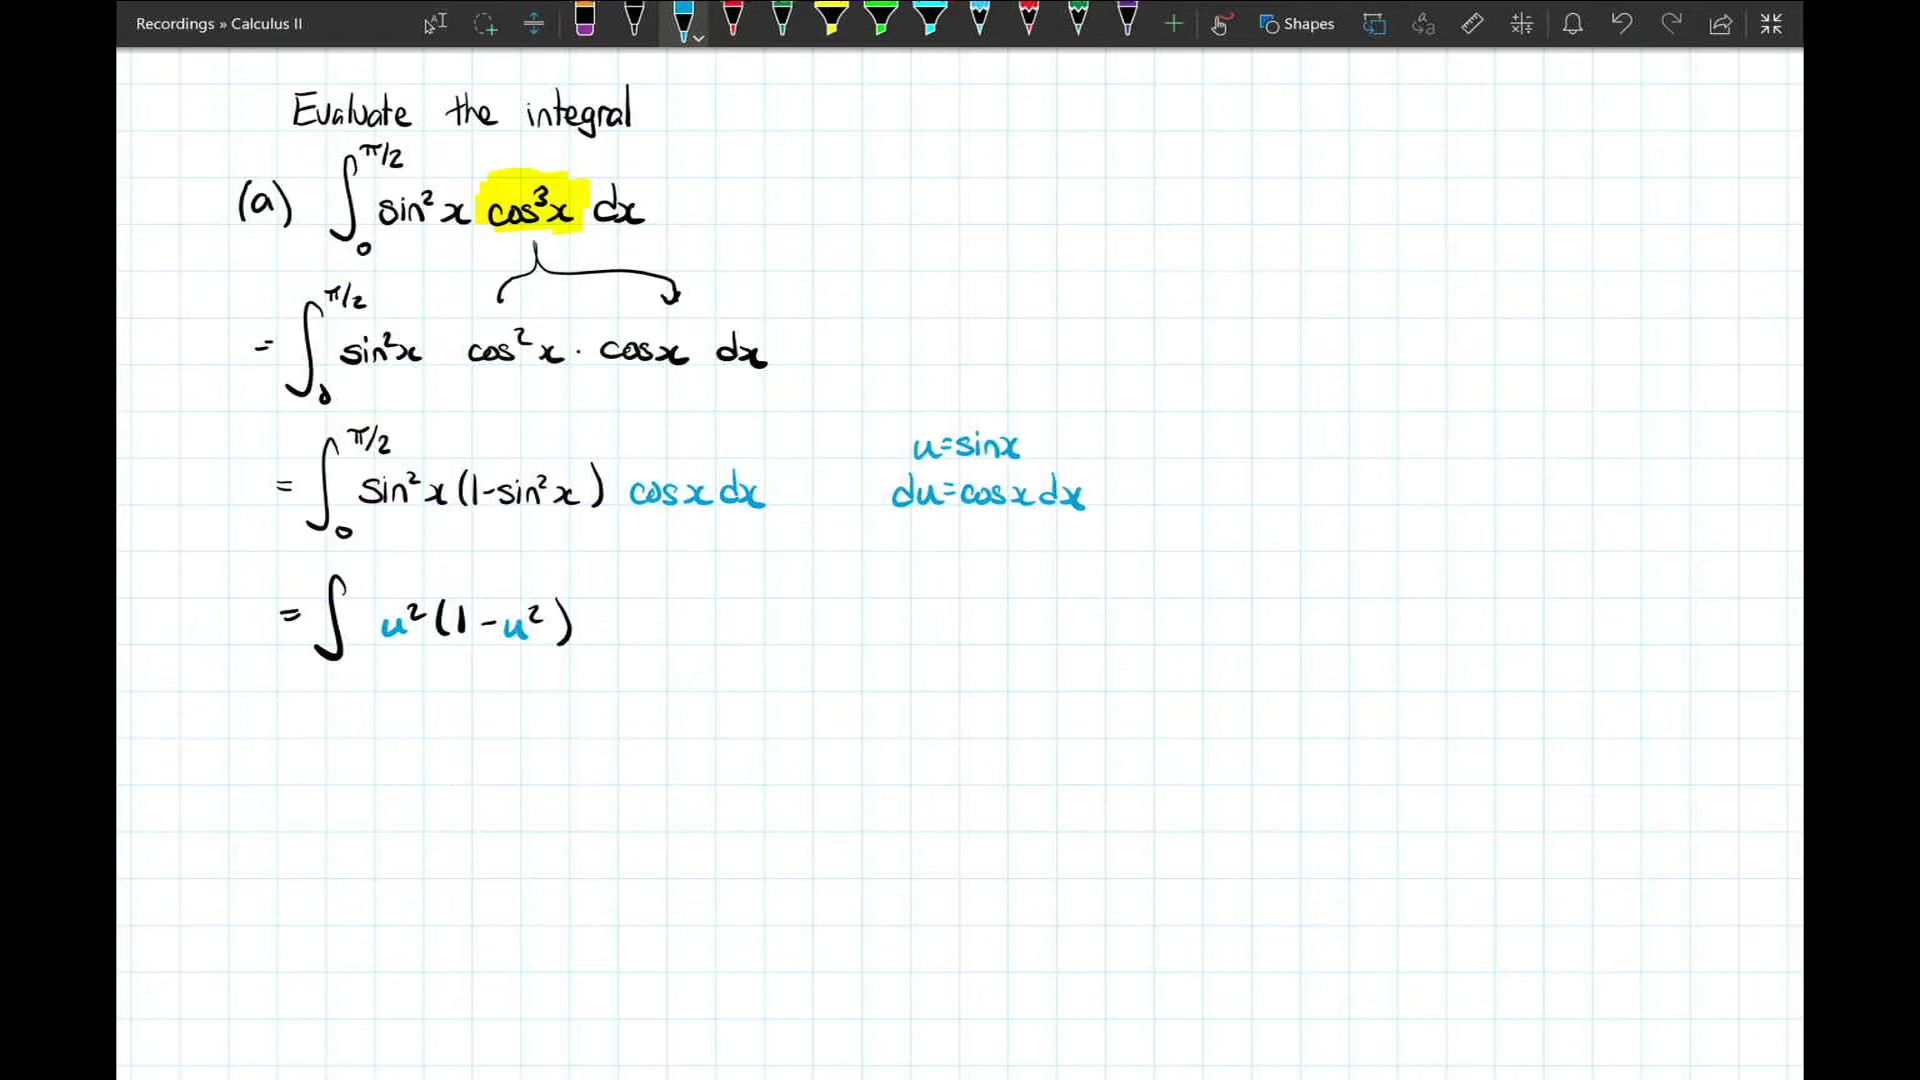 Recordings » Calculus II
Shapes
Evaluate the integral
(a) ∫₀^{π/2} sin²x cos³x dx
= ∫₀^{π/2} sin²x cos²x · cosx dx
= ∫₀^{π/2} sin²x (1-sin²x) cosx dx
u=sinx
du=cosx dx
= ∫ u²(1-u²)